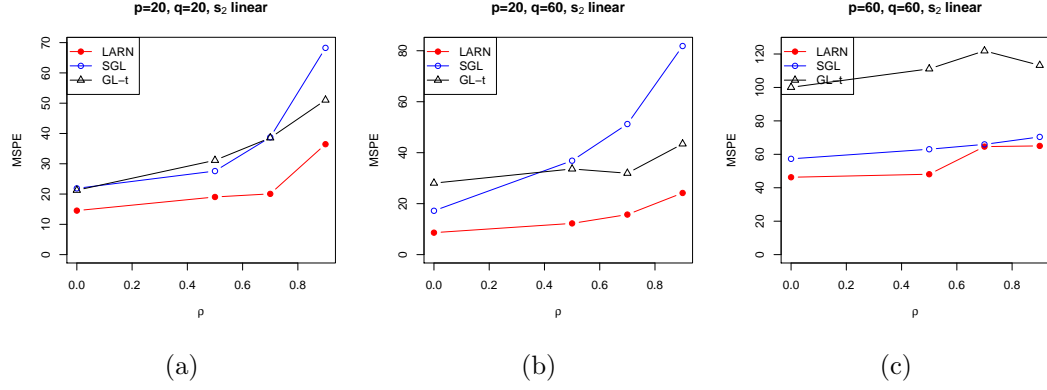 p=20, q=20, s₂ linear
LARN
SGL
GL−t
0
10
20
30
40
50
60
70
MSPE
0.0
0.2
0.4
0.6
0.8
ρ
(a)
p=20, q=60, s₂ linear
LARN
SGL
GL−t
0
20
40
60
80
MSPE
0.0
0.2
0.4
0.6
0.8
ρ
(b)
p=60, q=60, s₂ linear
LARN
SGL
GL−t
0
20
40
60
80
100
120
MSPE
0.0
0.2
0.4
0.6
0.8
ρ
(c)